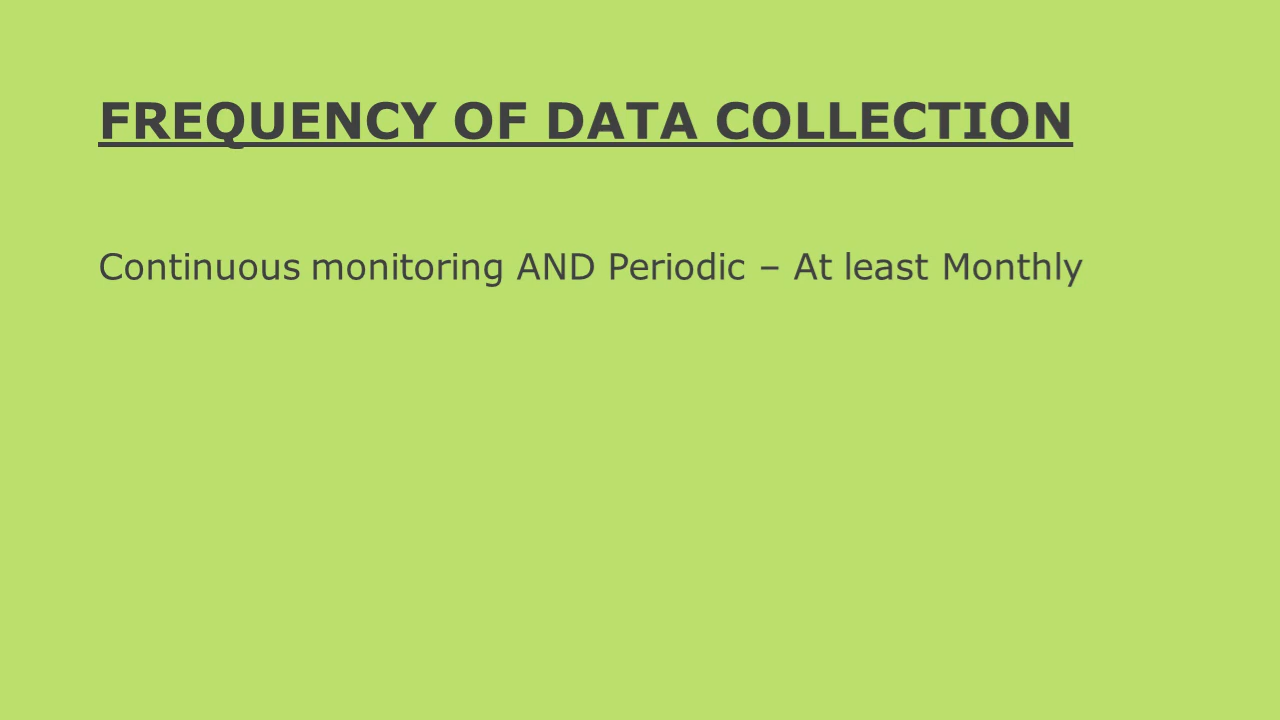 FREQUENCY OF DATA COLLECTION
Continuous monitoring AND Periodic – At least Monthly